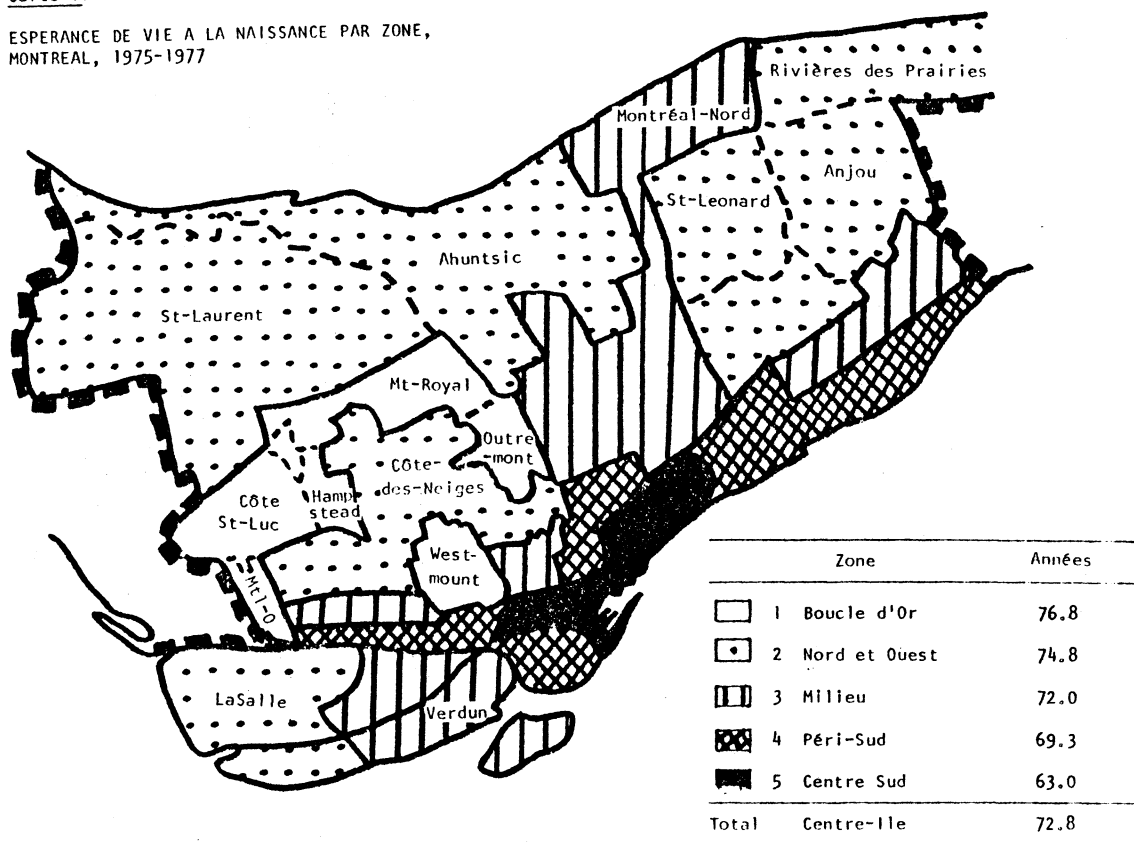 ESPERANCE DE VIE A LA NAISSANCE PAR ZONE,
MONTREAL, 1975-1977
Rivières des Prairies
Montréal-Nord
Anjou
St-Leonard
Ahuntsic
St-Laurent
Mt-Royal
Outre
-mont
Côte-
-des-Neiges
Côte
St-Luc
Hamp
stead
West-
mount
Mtl-O
LaSalle
Verdun
Zone Années
1 Boucle d'Or 76.8
2 Nord et Ouest 74.8
3 Milieu 72.0
4 Péri-Sud 69.3
5 Centre Sud 63.0
Total Centre-Ile 72.8